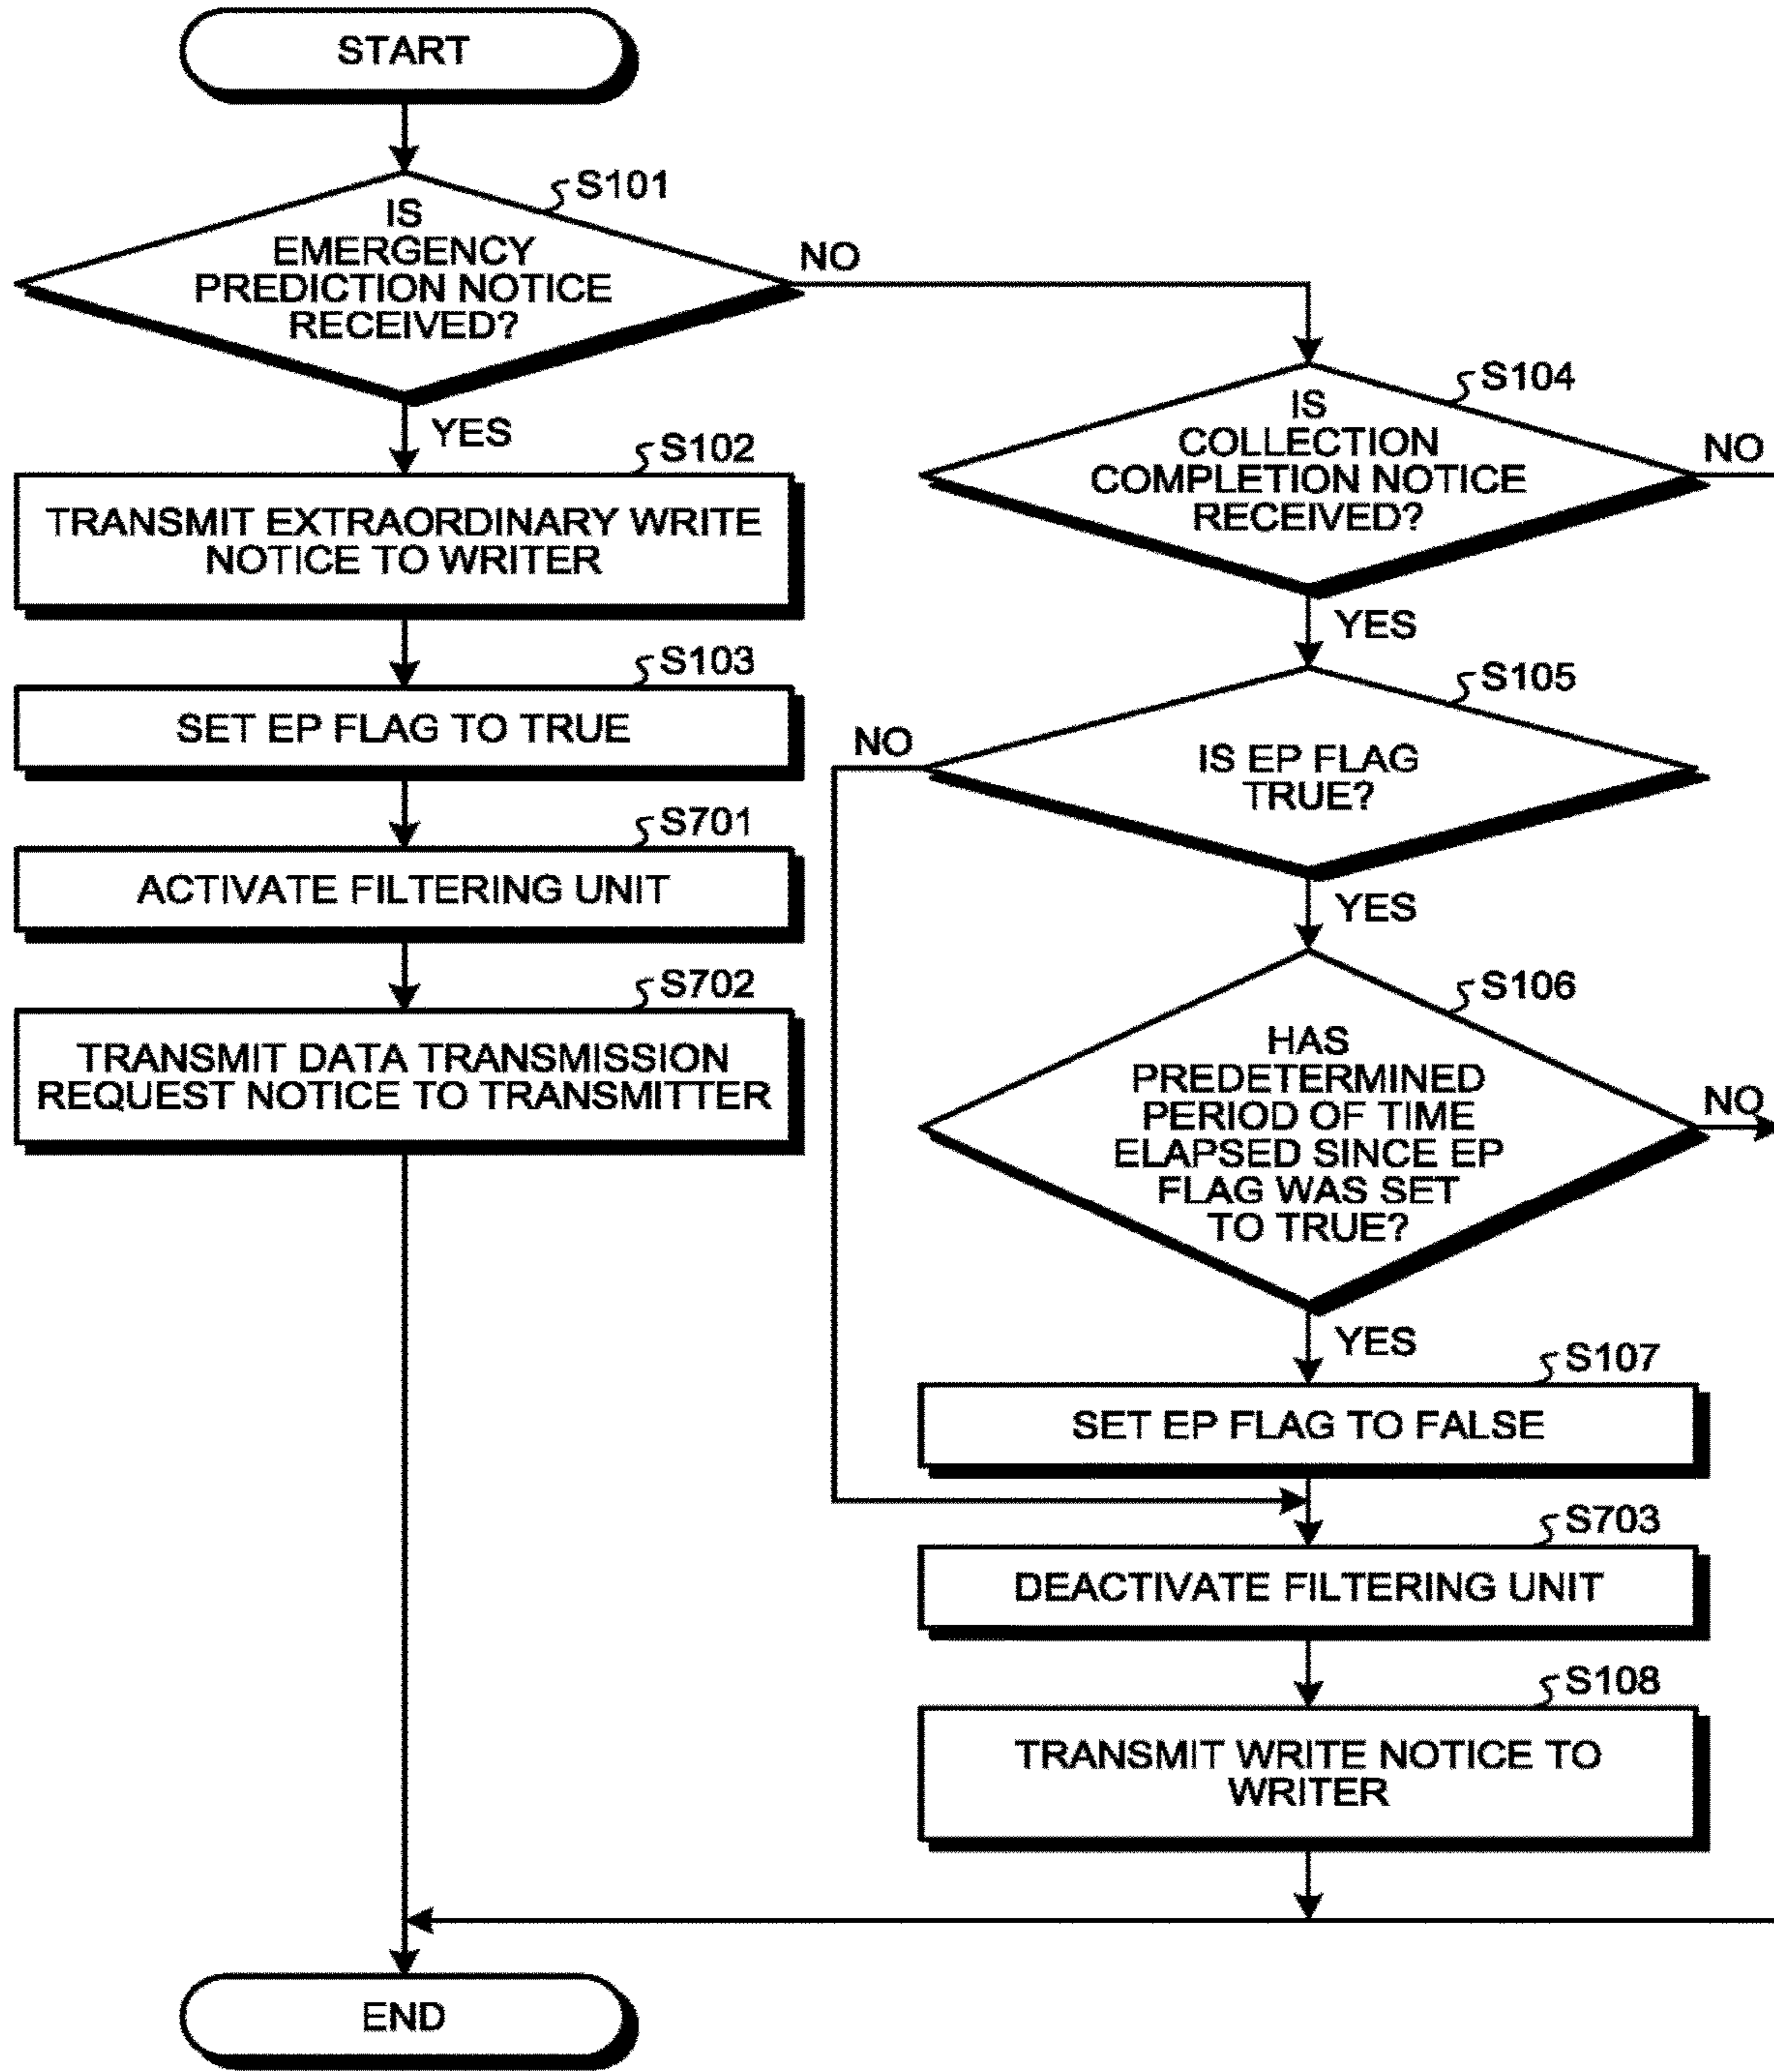 START
S101
IS
EMERGENCY
PREDICTION NOTICE
RECEIVED?
NO
YES
S102
TRANSMIT EXTRAORDINARY WRITE
NOTICE TO WRITER
S103
SET EP FLAG TO TRUE
S701
ACTIVATE FILTERING UNIT
S702
TRANSMIT DATA TRANSMISSION
REQUEST NOTICE TO TRANSMITTER
S104
IS
COLLECTION
COMPLETION NOTICE
RECEIVED?
NO
YES
S105
IS EP FLAG
TRUE?
NO
YES
S106
HAS
PREDETERMINED
PERIOD OF TIME
ELAPSED SINCE EP
FLAG WAS SET
TO TRUE?
NO
YES
S107
SET EP FLAG TO FALSE
S703
DEACTIVATE FILTERING UNIT
S108
TRANSMIT WRITE NOTICE TO
WRITER
END